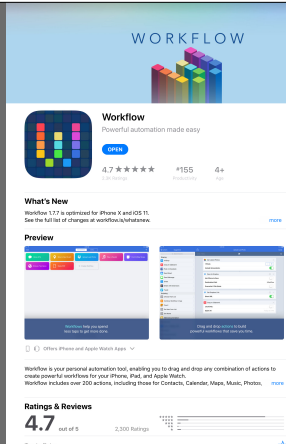 WORKFLOW
Workflow
Powerful automation made easy
OPEN
4.7 ★★★★★
#155
4+
2.3K Ratings
Productivity
Age
What's New
Workflow 1.7.7 is optimized for iPhone X and iOS 11.
See the full list of changes at workflow.is/whatsnew.
more
Preview
Workflows help you spend
less taps to get more done.
Drag and drop actions to build
powerful workflows that save you time.
Offers iPhone and Apple Watch Apps
Workflow is your personal automation tool, enabling you to drag and drop any combination of actions to
create powerful workflows for your iPhone, iPad, and Apple Watch.
Workflow includes over 200 actions, including those for Contacts, Calendar, Maps, Music, Photos,
more
Ratings & Reviews
4.7 out of 5
2,300 Ratings